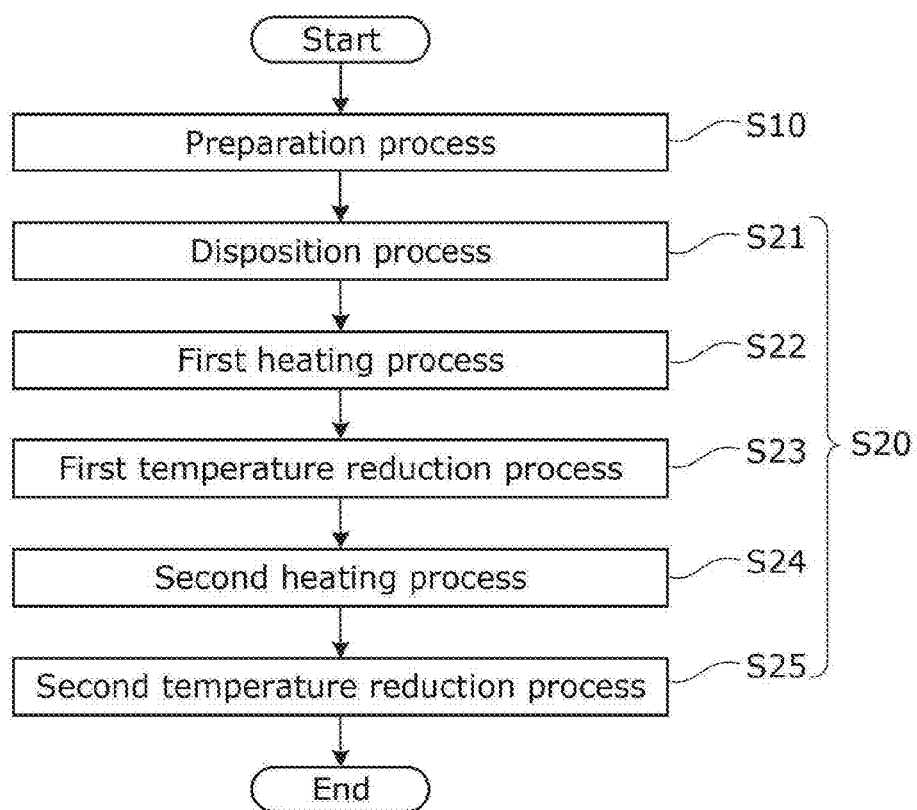 Start
Preparation process
S10
Disposition process
S21
First heating process
S22
First temperature reduction process
S23
S20
Second heating process
S24
Second temperature reduction process
S25
End